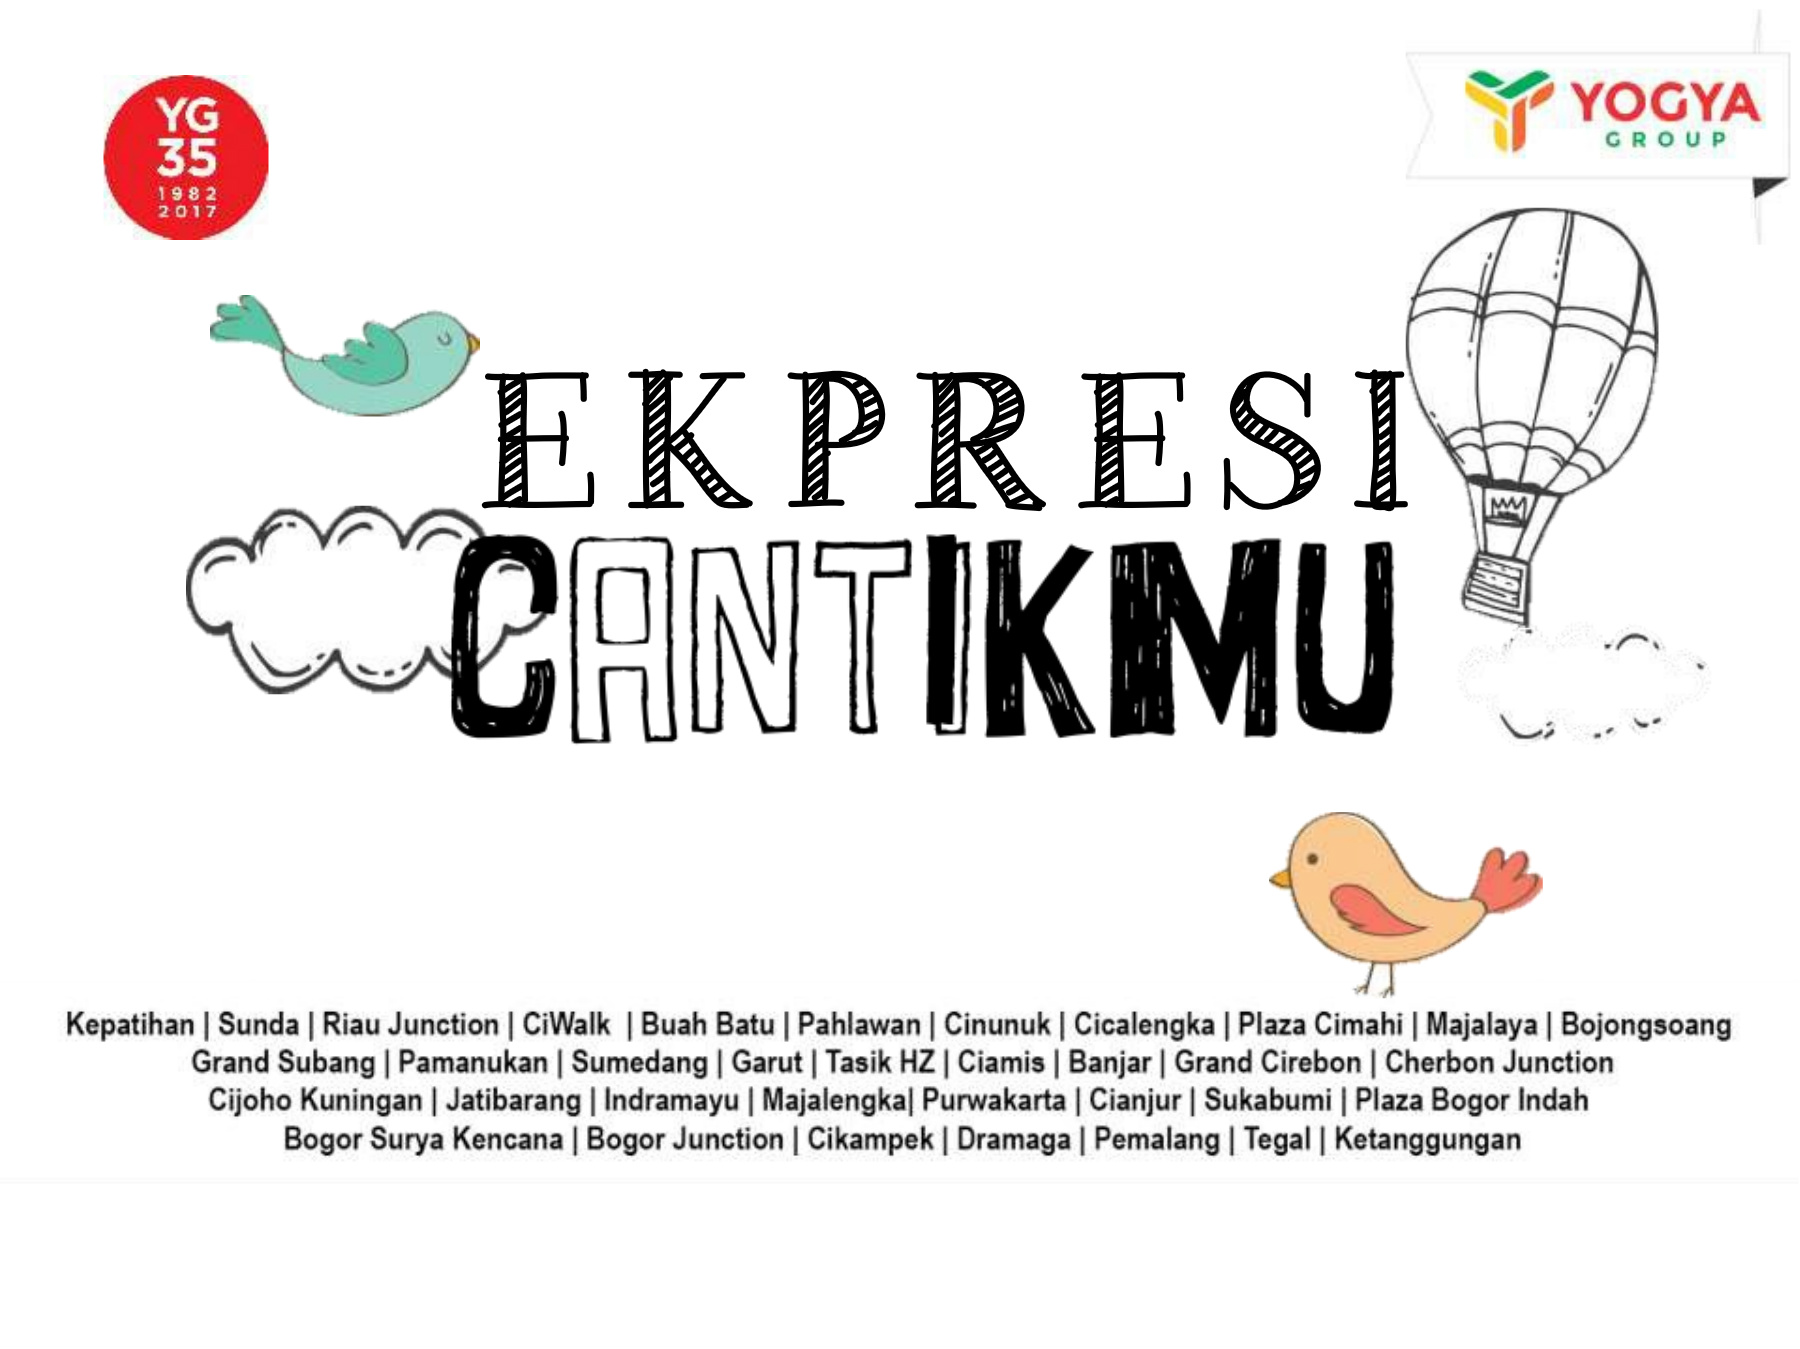 YG
35
1982
2017
YOGYA
GROUP
EKPRESI
CANTIKMU
Kepatihan | Sunda | Riau Junction | CiWalk | Buah Batu | Pahlawan | Cinunuk | Cicalengka | Plaza Cimahi | Majalaya | Bojongsoang
Grand Subang | Pamanukan | Sumedang | Garut | Tasik HZ | Ciamis | Banjar | Grand Cirebon | Cherbon Junction
Cijoho Kuningan | Jatibarang | Indramayu | Majalengka| Purwakarta | Cianjur | Sukabumi | Plaza Bogor Indah
Bogor Surya Kencana | Bogor Junction | Cikampek | Dramaga | Pemalang | Tegal | Ketanggungan